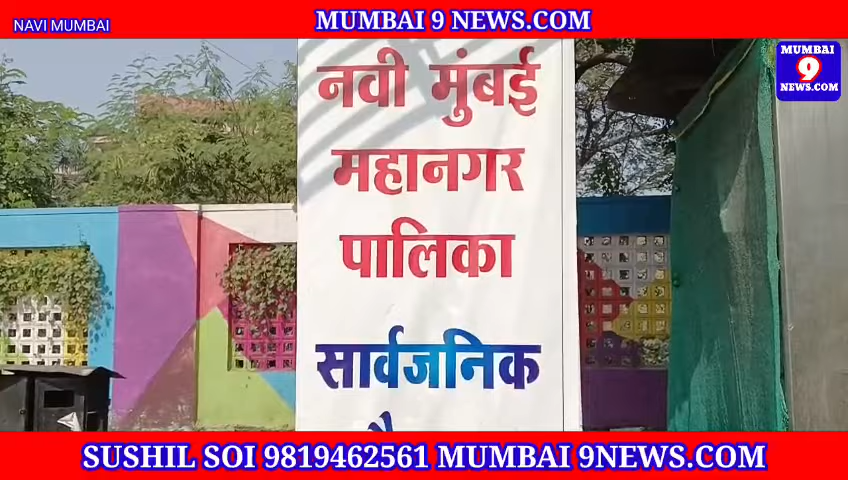 NAVI MUMBAI
MUMBAI 9 NEWS.COM
MUMBAI
9
NEWS.COM
नवी मुंबई
महानगर
पालिका
सार्वजनिक
SUSHIL SOI 9819462561 MUMBAI 9NEWS.COM